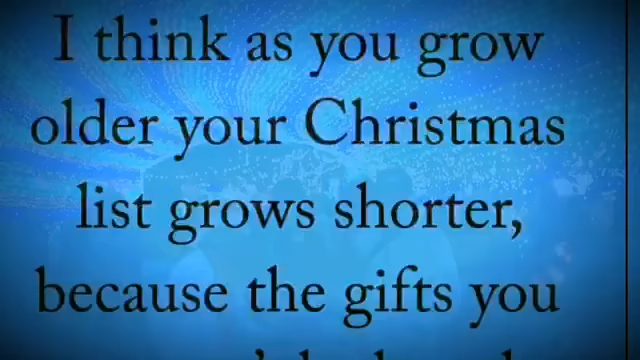 I think as you grow
older your Christmas
list grows shorter,
because the gifts you